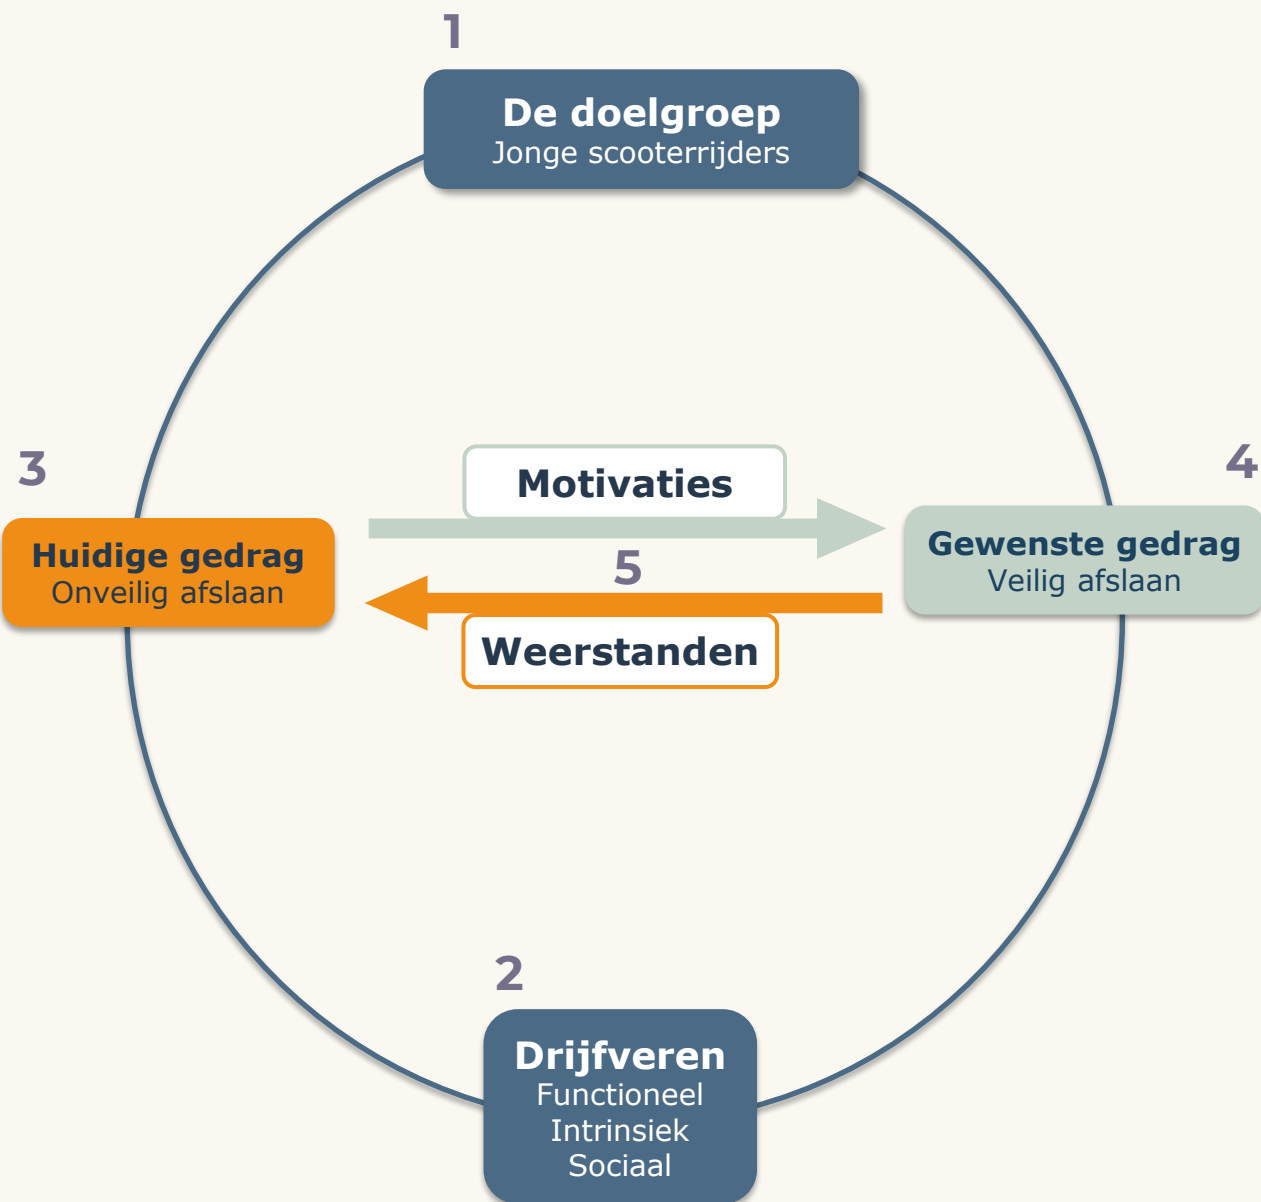 1
De doelgroep
Jonge scooterrijders
3
Huidige gedrag
Onveilig afslaan
Motivaties
5
Weerstanden
4
Gewenste gedrag
Veilig afslaan
2
Drijfveren
Functioneel
Intrinsiek
Sociaal